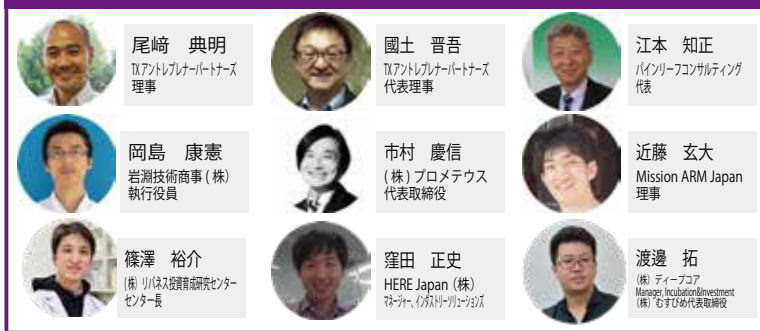 尾﨑　典明
TXアントレプレナーパートナーズ
理事
國土　晋吾
TXアントレプレナーパートナーズ
代表理事
江本　知正
パインリーフコンサルティング
代表
岡島　康憲
岩淵技術商事 ( 株 )
執行役員
市村　慶信
( 株 ) プロメテウス
代表取締役
近藤　玄大
Mission ARM Japan
理事
篠澤　裕介
(株) リバネス投資育成研究センター
センター長
窪田　正史
HERE Japan（株）
マネージャー, インダストリーソリューションズ
渡邊　拓
（株）ディープコア
Manager, Incubation&Investment
（株）むすびめ代表取締役